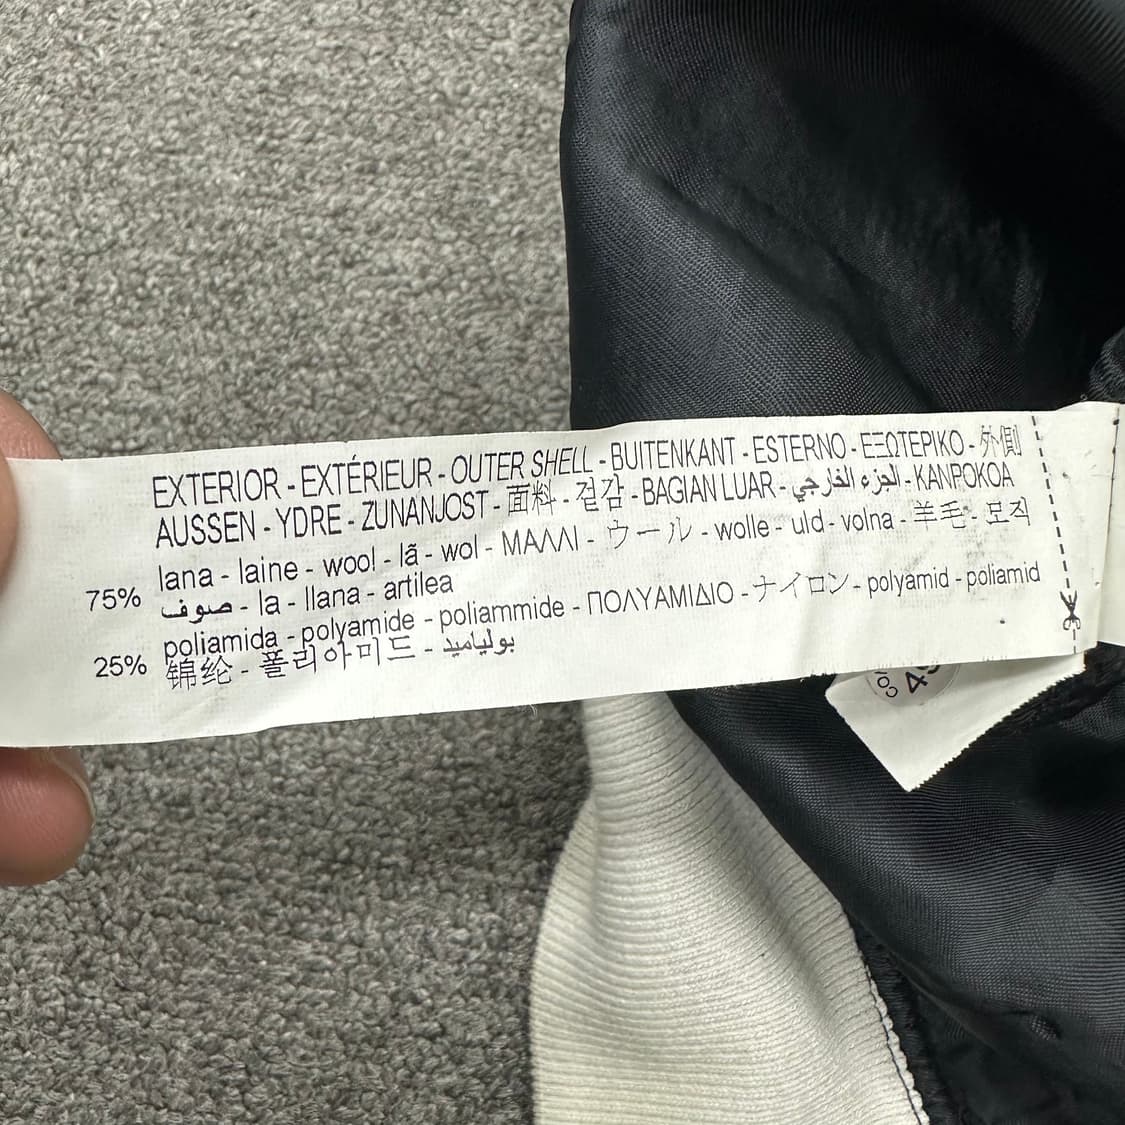 EXTERIOR - EXTÉRIEUR - OUTER SHELL - BUITENKANT - ESTERNO - ΕΞΩΤΕΡΙΚΟ - 外側
AUSSEN - YDRE - ZUNANJOST - 面料 - 겉감 - BAGIAN LUAR - الجزء الخارجي - KANPOKOA
75% lana - laine - wool - lã - wol - ΜΑΛΛΙ - ウール - wolle - uld - volna - 羊毛 - 모직
صوف - la - llana - artilea
25% poliamida - polyamide - poliammide - ΠΟΛΥΑΜΙΔΙΟ - ナイロン - polyamid - poliamid
锦纶 - 폴리아미드 - بولياميد